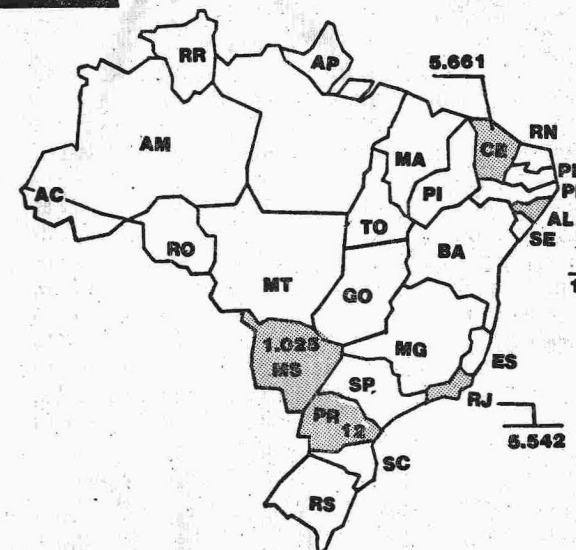 RR
AP
5.661
RN
AM
CE
MA
PI
AC
AL
TO
SE
RO
BA
MT
GO
1.025
MS
MG
ES
SP
RJ
PR
12
5.542
SC
RS